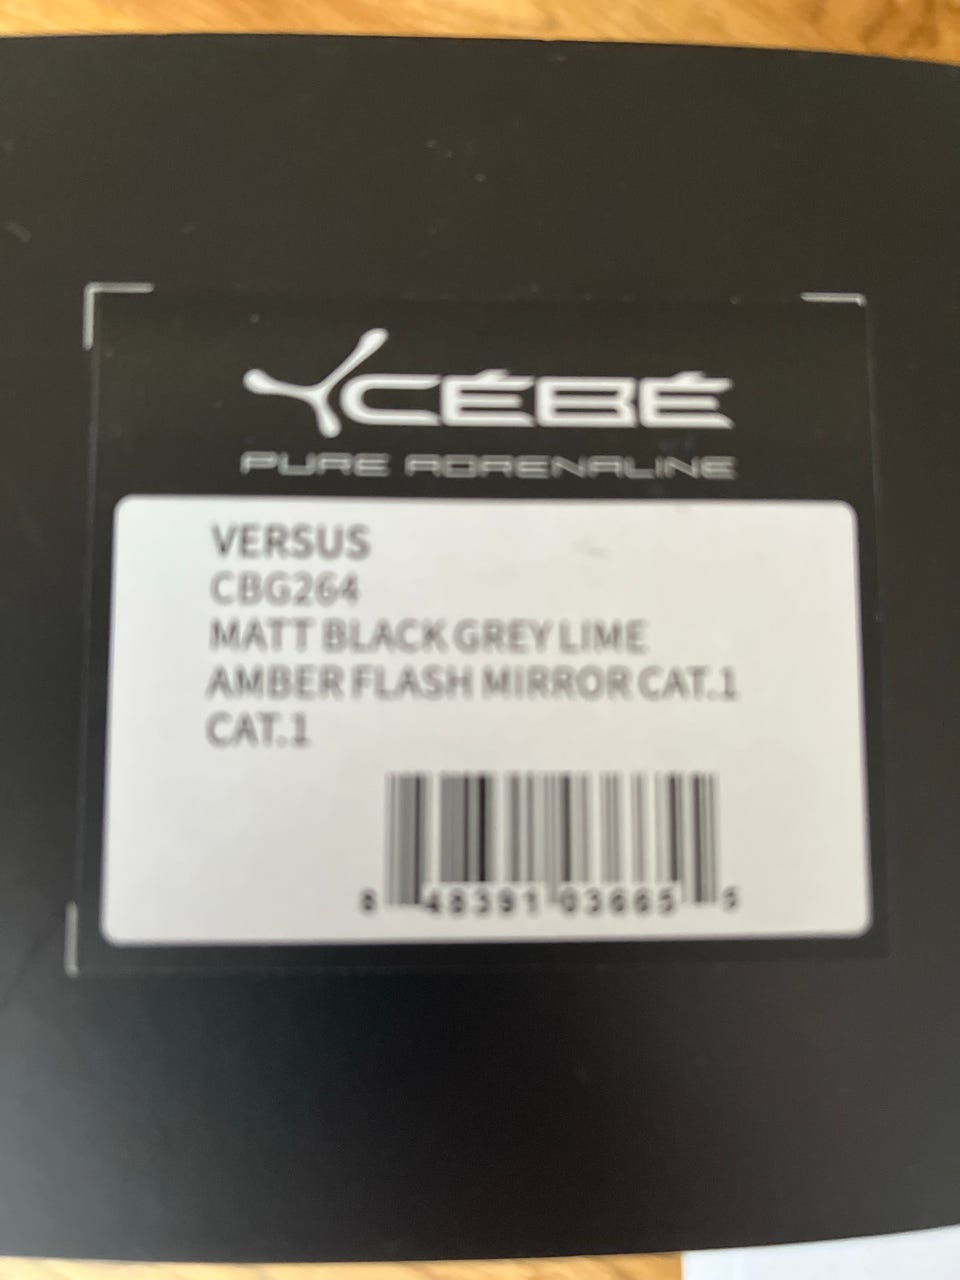 CÉBÉ
PURE ADRENALINE
VERSUS
CBG264
MATT BLACK GREY LIME
AMBER FLASH MIRROR CAT.1
CAT.1
8 48391 03665 5